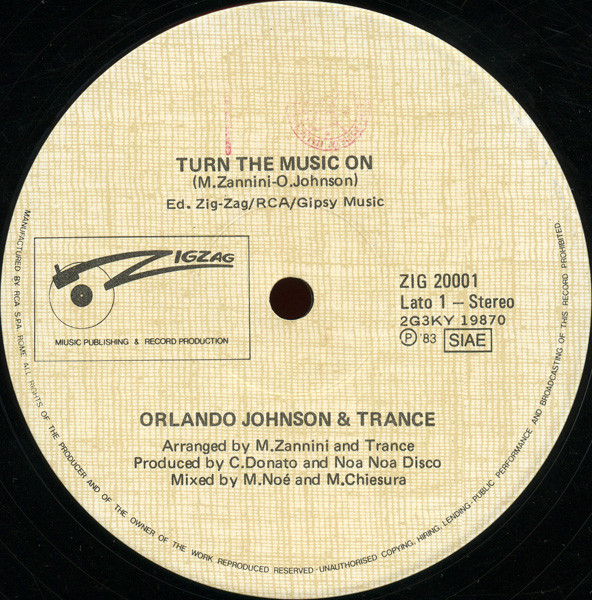 TURN THE MUSIC ON
(M.Zannini-O.Johnson)
Ed. Zig-Zag/RCA/Gipsy Music
ZIGZAG
MIUSIC PUBLISHING & RECORD PRODUCTION
ZIG 20001
Lato 1 – Stereo
2G3KY 19870
Ⓟ '83 SIAE
ORLANDO JOHNSON & TRANCE
Arranged by M.Zannini and Trance
Produced by C.Donato and Noa Noa Disco
Mixed by M.Noé and M.Chiesura
MANUFACTURED BY RCA S.P.A. ROME ALL RIGHTS OF THE PRODUCER AND OF THE OWNER OF THE WORK REPRODUCED RESERVED · UNAUTHORISED COPYING, HIRING, LENDING PUBLIC PERFORMANCE AND BROADCASTING OF THIS RECORD PROHIBITED.